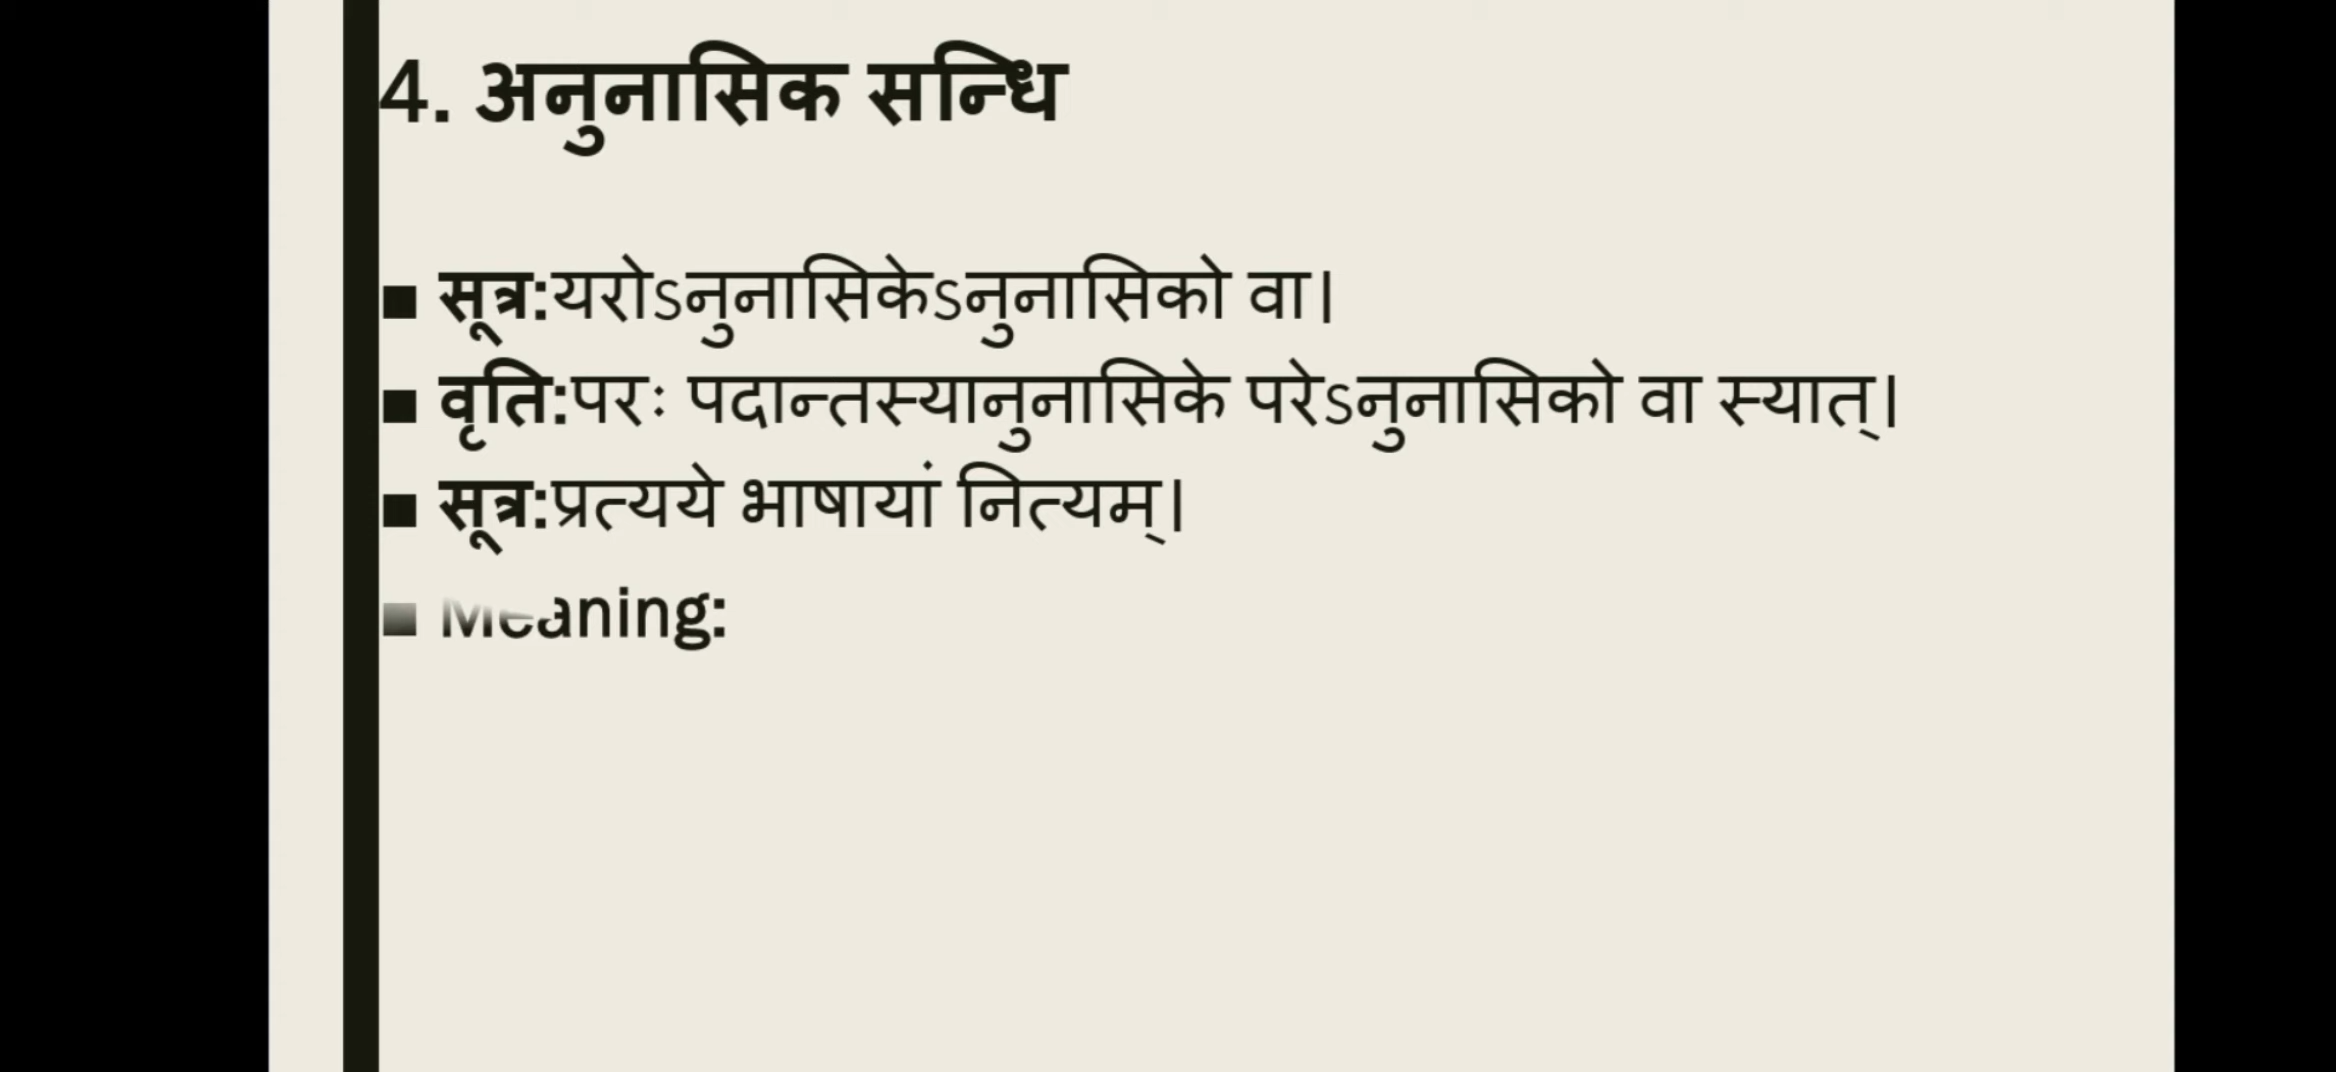 4. अनुनासिक सन्धि
■ सूत्र:यरोऽनुनासिकेऽनुनासिको वा।
■ वृति:परः पदान्तस्यानुनासिके परेऽनुनासिको वा स्यात्।
■ सूत्र:प्रत्यये भाषायां नित्यम्।
■ Meaning: